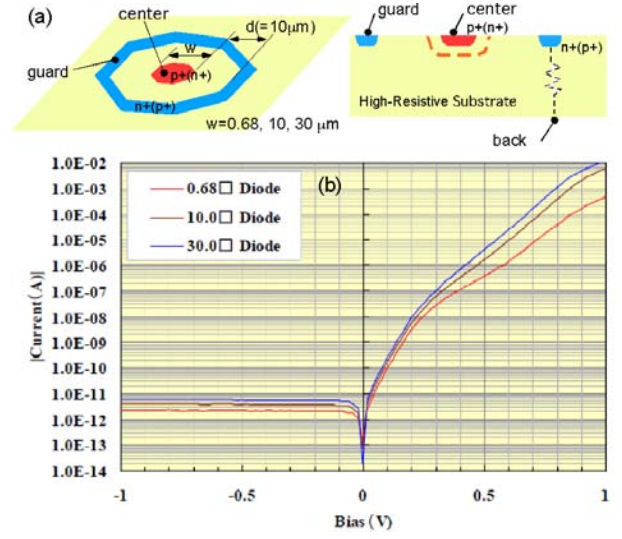 (a)
center
d(=10μm)
w
guard
p+(n+)
n+(p+)
w=0.68, 10, 30 μm
guard
center
p+(n+)
n+(p+)
High-Resistive Substrate
back
(b)
0.68□ Diode
10.0□ Diode
30.0□ Diode
|Current(A)|
1.0E-02
1.0E-03
1.0E-04
1.0E-05
1.0E-06
1.0E-07
1.0E-08
1.0E-09
1.0E-10
1.0E-11
1.0E-12
1.0E-13
1.0E-14
-1
-0.5
0
0.5
1
Bias(V)